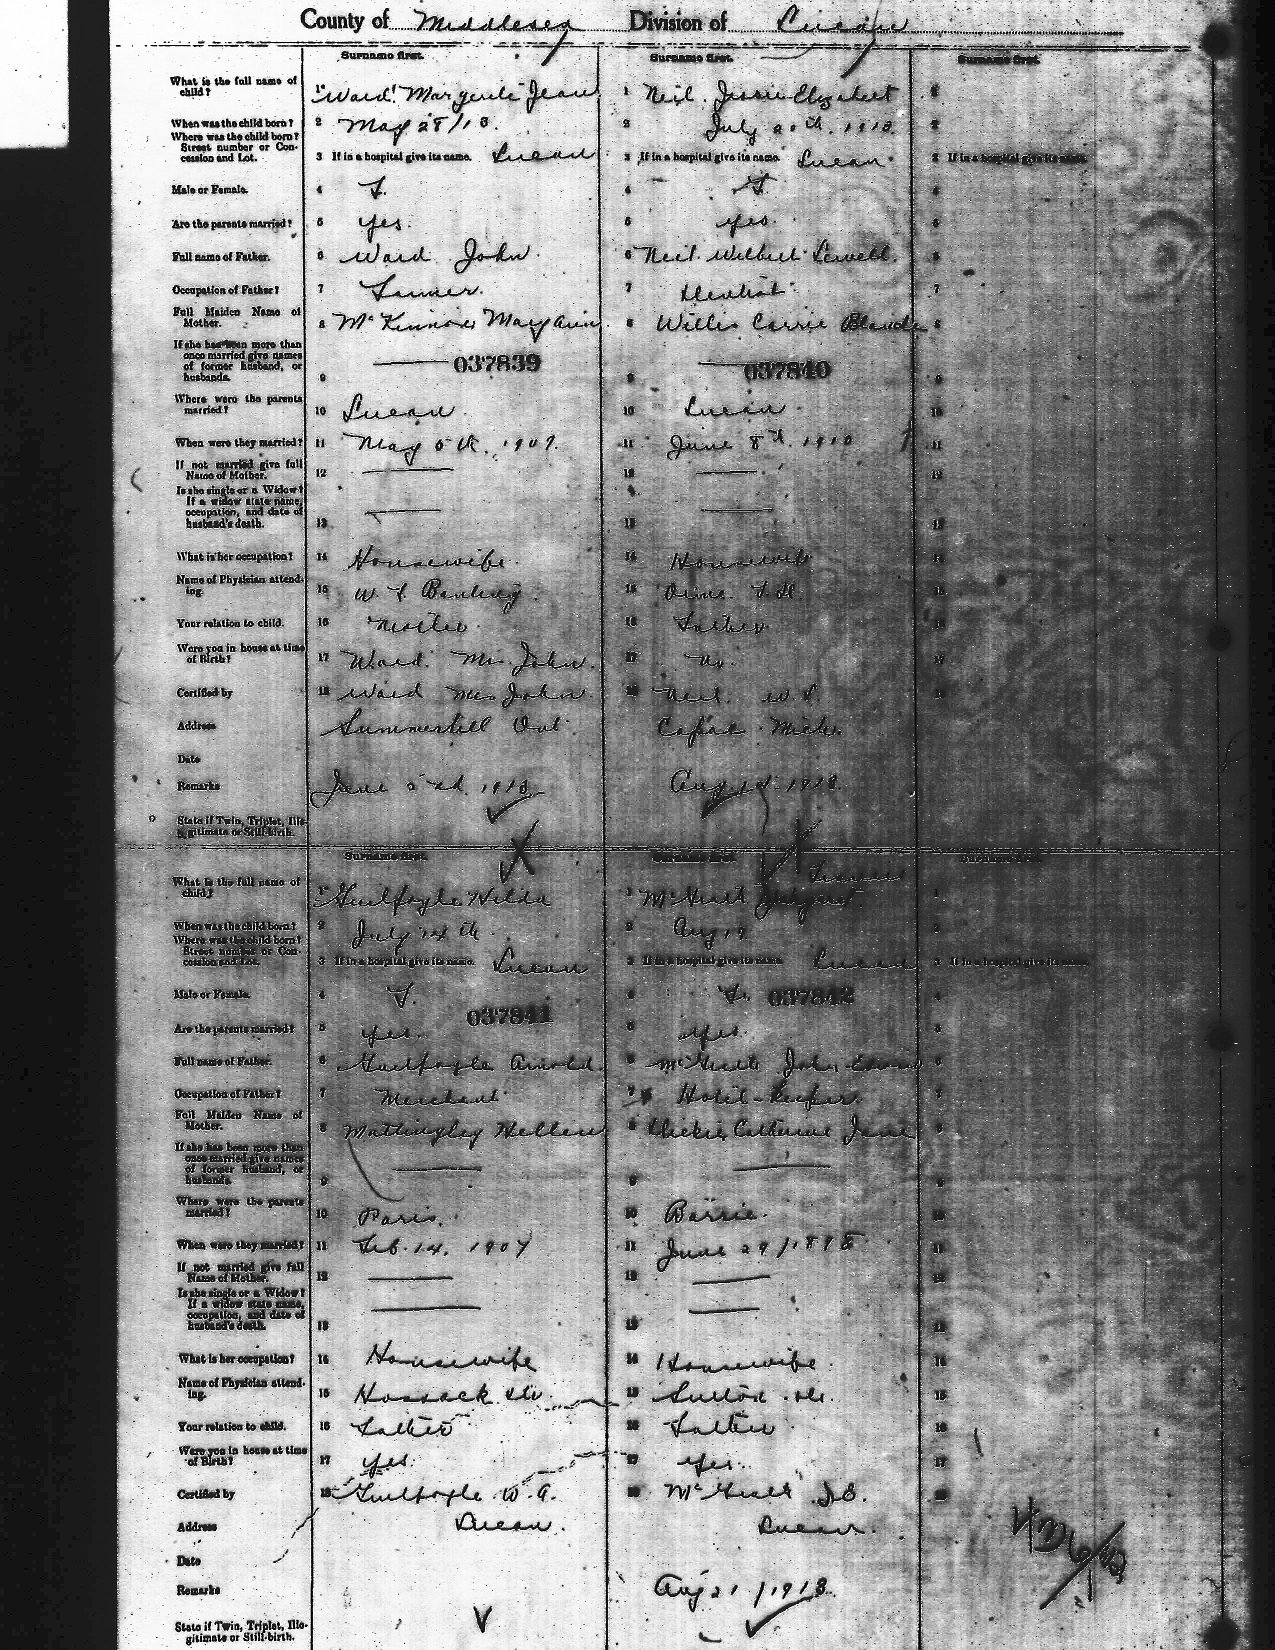 County of Middlesex Division of Lucan
Surname first. Surname first. Surname first.
What is the full name of child? 1 Ward Marguerite Jean 1 Neil Jessie Elizabeth
When was the child born? 2 May 28/13. 2 July 20th. 1913. 2
Where was the child born?
Street number or Concession and Lot. 3 If in a hospital give its name. Lucan 3 If in a hospital give its name. Lucan 3 If in a hospital give its name.
Male or Female. 4 F. 4 F 4
Are the parents married? 5 yes. 5 yes. 5
Full name of Father. 6 Ward John 6 Neil Wilbert 6
Occupation of Father? 7 7 Dentist 7
Full Maiden Name of Mother. 8 Mary Ann 8 Willis Carrie Blanche 8
If she has been more than once married give names of former husband, or husbands. 9 037839 9 037840 9
Where were the parents married? 10 Lucan 10 Lucan 10
When were they married? 11 May 5th, 1909. 11 June 8th 1910 11
If not married give full Name of Mother. 12 12 12
Is she single or a Widow? If a widow state name, occupation, and date of husband's death. 13 13 13
What is her occupation? 14 Housewife. 14 Housewife 14
Name of Physician attending. 15 W 15 15
Your relation to child. 16 Mother 16 Father 16
Were you in house at time of Birth? 17 Ward Mrs John. 17 no. 17
Certified by 18 Ward Mrs John 18 Neil W
Address Summerhill Ont. Capac Mich.
Date
Remarks June 1913 Aug 1913.
State if Twin, Triplet, Illegitimate or Still-birth.
Surname first. Surname first. Surname first.
What is the full name of child? 1 Guilfoyle Hilda 1
When was the child born? 2 July 14th 2 Aug 19 2
Where was the child born?
Street number or Concession and Lot. 3 If in a hospital give its name. Lucan 3 If in a hospital give its name. Lucan 3 If in a hospital give its name.
Male or Female. 4 F. 4 F. 037842 4
Are the parents married? 5 yes. 037841 5 yes. 5
Full name of Father. 6 Guilfoyle Arnold. 6 John 6
Occupation of Father? 7 Merchant 7 Hotel-Keeper. 7
Full Maiden Name of Mother. 8 Mattingley Hellen 8 Catherine Jane 8
If she has been more than once married give names of former husband, or husbands. 9 9 9
Where were the parents married? 10 Paris. 10 Barrie. 10
When were they married? 11 Feb. 14. 1907 11 June 29/1898 11
If not married give full Name of Mother. 12 12 12
Is she single or a Widow? If a widow state name, occupation, and date of husband's death. 13 13 13
What is her occupation? 14 Housewife 14 Housewife. 14
Name of Physician attending. 15 Hossack Dr. 15 Sutton Dr. 15
Your relation to child. 16 Father 16 Father 16
Were you in house at time of Birth? 17 yes. 17 yes. 17
Certified by 18 Guilfoyle W. A. 18 J. E.
Address Lucan. Lucan.
Date
Remarks Aug 21/1913.
State if Twin, Triplet, Illegitimate or Still-birth.